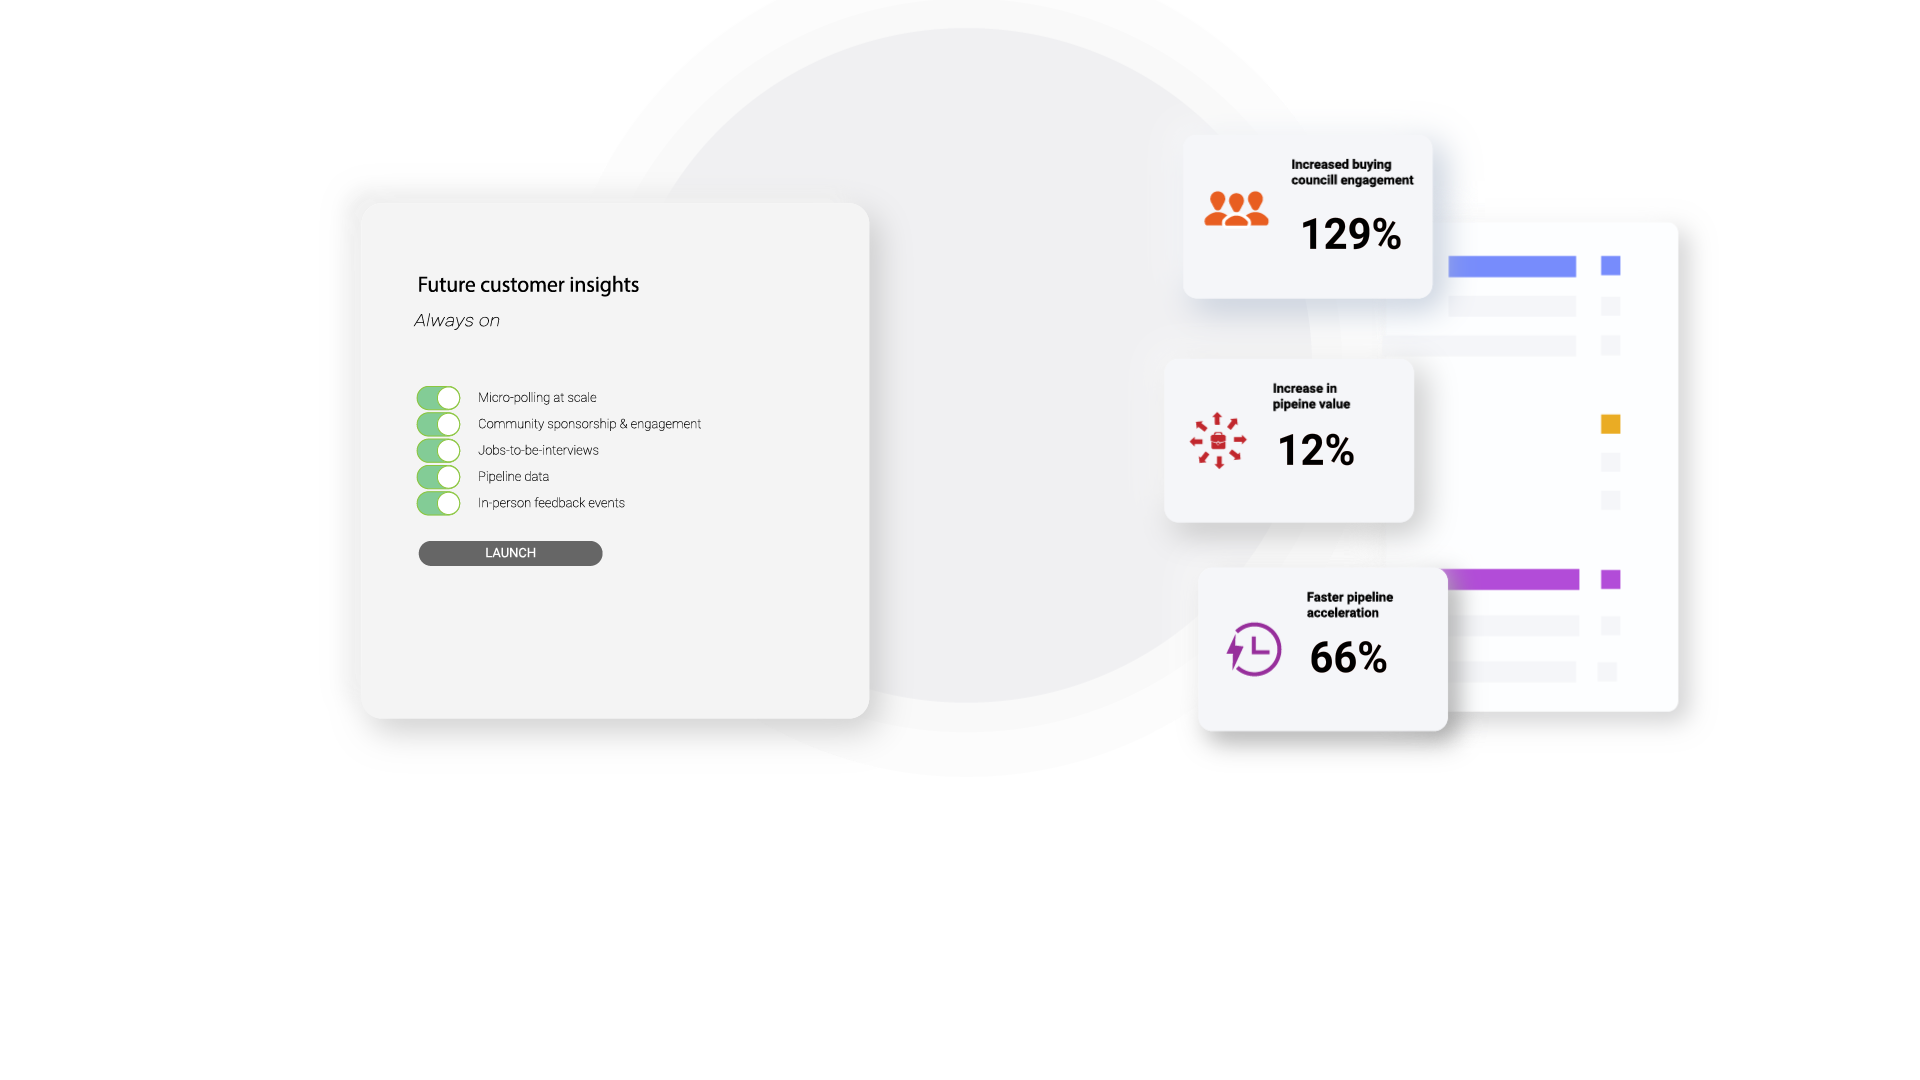 Future customer insights
Always on
Micro-polling at scale
Community sponsorship & engagement
Jobs-to-be-interviews
Pipeline data
In-person feedback events
LAUNCH
Increased buying
councill engagement
129%
Increase in
pipeine value
12%
Faster pipeline
acceleration
66%